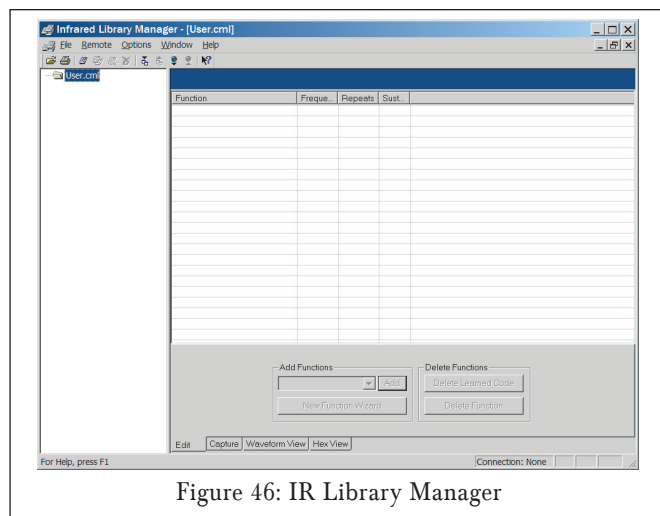 Infrared Library Manager - [User.cml]
File Remote Options Window Help
User.cml
Function Freque... Repeats Sust...
Add Functions
Add
New Function Wizard
Delete Functions
Delete Learned Code
Delete Function
Edit Capture Waveform View Hex View
For Help, press F1
Connection: None
Figure 46: IR Library Manager